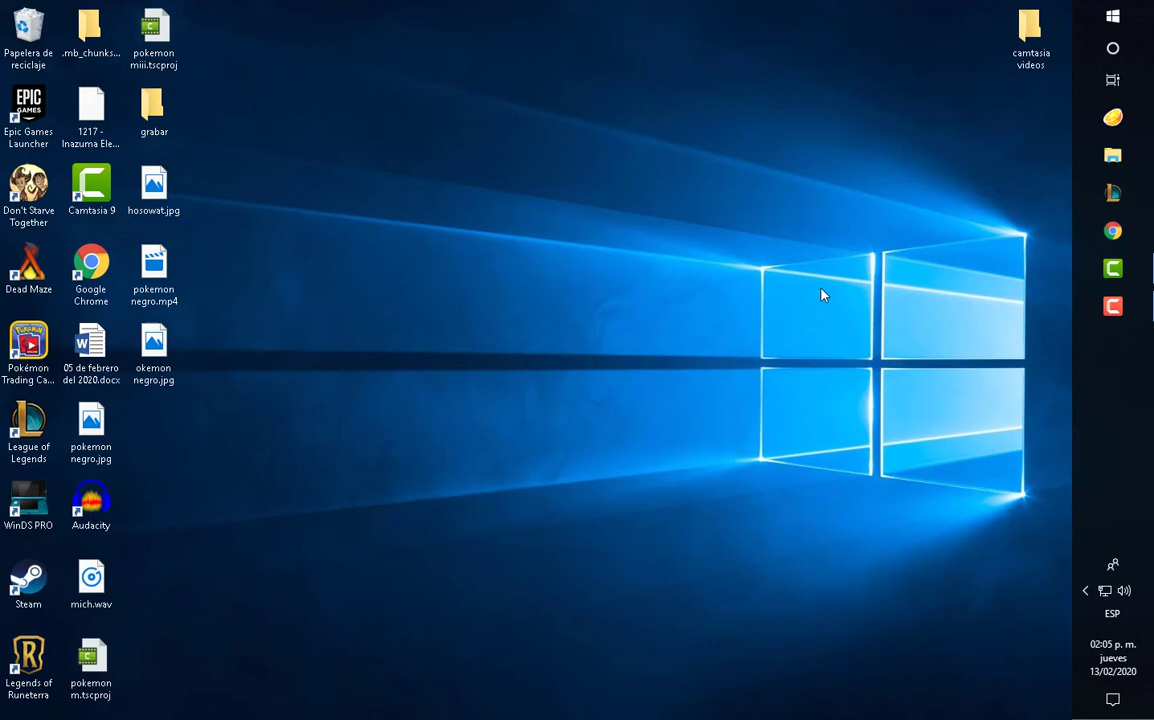 Papelera de
reciclaje
.mb_chunks...
pokemon
miii.tscproj
camtasia
videos
EPIC
GAMES
Epic Games
Launcher
1217 -
Inazuma Ele...
grabar
Don't Starve
Together
Camtasia 9
hosowat.jpg
Dead Maze
Google
Chrome
pokemon
negro.mp4
Pokémon
Trading Ca...
05 de febrero
del 2020.docx
okemon
negro.jpg
League of
Legends
pokemon
negro.jpg
WinDS PRO
Audacity
Steam
mich.wav
Legends of
Runeterra
pokemon
m.tscproj
ESP
02:05 p. m.
jueves
13/02/2020